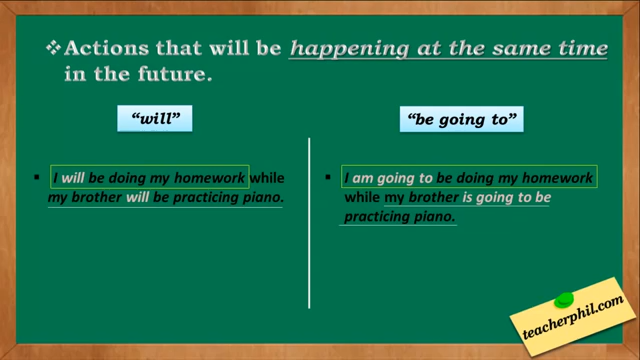 ❖Actions that will be happening at the same time
in the future.
“will”
▪ I will be doing my homework while
my brother will be practicing piano.
“be going to”
▪ I am going to be doing my homework
while my brother is going to be
practicing piano.
teacherphil.com